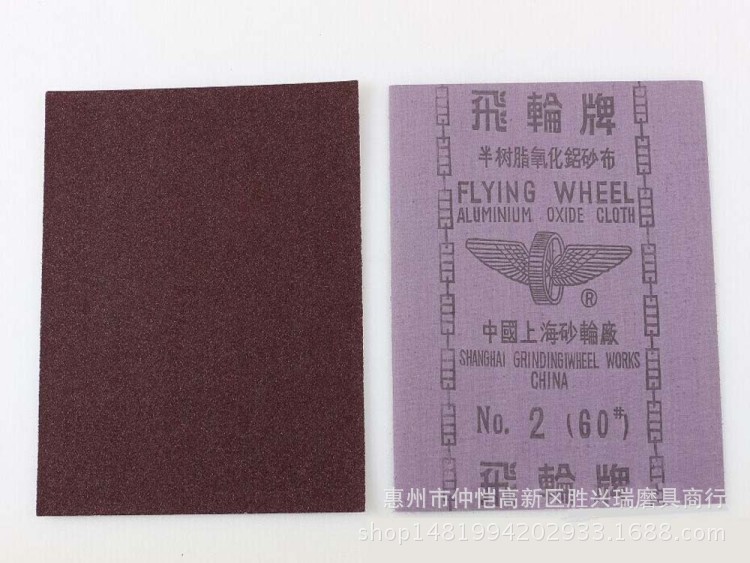 飛輪牌
半树脂氧化鋁砂布
FLYING WHEEL
ALUMINIUM OXIDE CLOTH
®
中國上海砂輪廠
SHANGHAI GRINDING WHEEL WORKS
CHINA
No. 2 (60#)
飛輪牌
惠州市仲恺高新区胜兴瑞磨具商行
shop1481994202933.1688.com